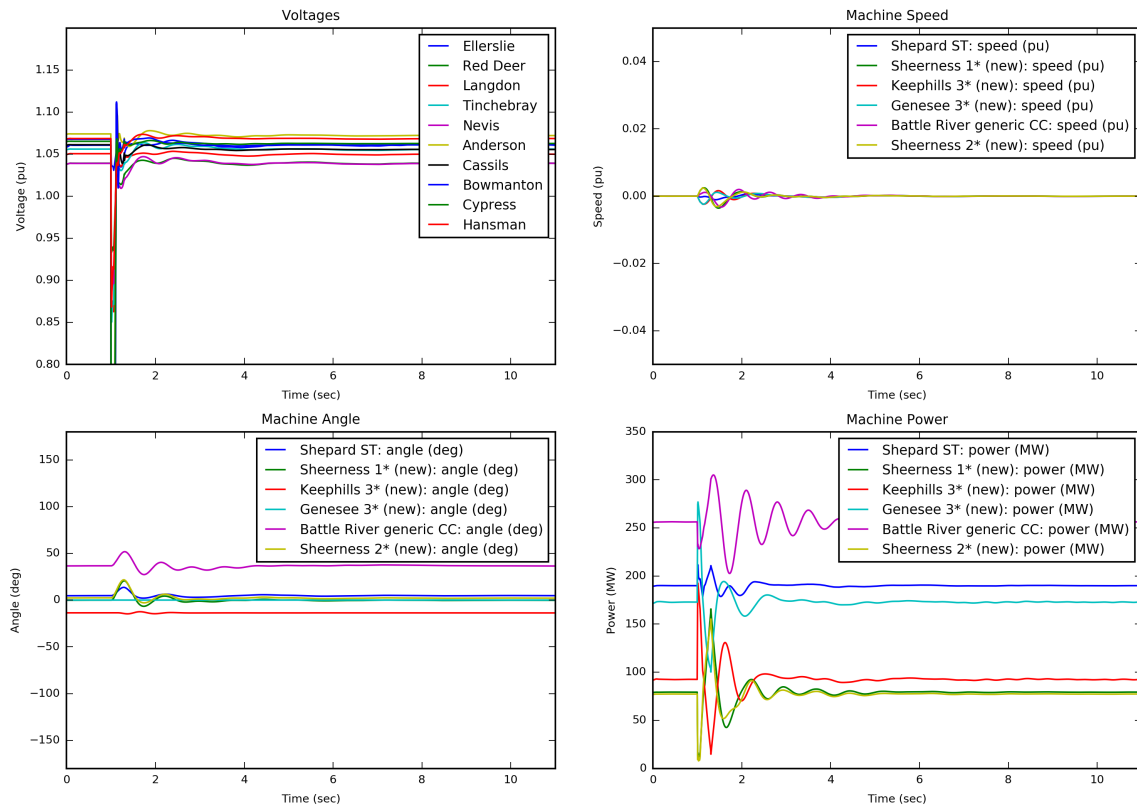 Voltages
1.15
1.10
1.05
1.00
0.95
0.90
0.85
0.80
Voltage (pu)
0 2 4 6 8 10
Time (sec)
Ellerslie
Red Deer
Langdon
Tinchebray
Nevis
Anderson
Cassils
Bowmanton
Cypress
Hansman
Machine Speed
0.04
0.02
0.00
−0.02
−0.04
Speed (pu)
0 2 4 6 8 10
Time (sec)
Shepard ST: speed (pu)
Sheerness 1* (new): speed (pu)
Keephills 3* (new): speed (pu)
Genesee 3* (new): speed (pu)
Battle River generic CC: speed (pu)
Sheerness 2* (new): speed (pu)
Machine Angle
150
100
50
0
−50
−100
−150
Angle (deg)
0 2 4 6 8 10
Time (sec)
Shepard ST: angle (deg)
Sheerness 1* (new): angle (deg)
Keephills 3* (new): angle (deg)
Genesee 3* (new): angle (deg)
Battle River generic CC: angle (deg)
Sheerness 2* (new): angle (deg)
Machine Power
350
300
250
200
150
100
50
0
Power (MW)
0 2 4 6 8 10
Time (sec)
Shepard ST: power (MW)
Sheerness 1* (new): power (MW)
Keephills 3* (new): power (MW)
Genesee 3* (new): power (MW)
Battle River generic CC: power (MW)
Sheerness 2* (new): power (MW)